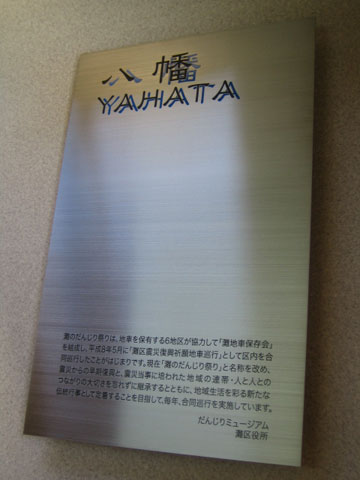 八幡
YAHATA
灘のだんじり祭りは、地車を保有する6地区が協力して「灘地車保存会」
を結成し、平成8年5月に「灘区震災復興祈願地車巡行」として区内を合
同巡行したことがはじまりです。現在「灘のだんじり祭り」と名称を改め、
震災からの早期復興と、震災当事に培われた地域の連帯・人と人との
つながりの大切さを忘れずに継承するとともに、地域生活を彩る新たな
伝統行事として定着することを目指して、毎年、合同巡行を実施しています。
だんじりミュージアム
灘区役所